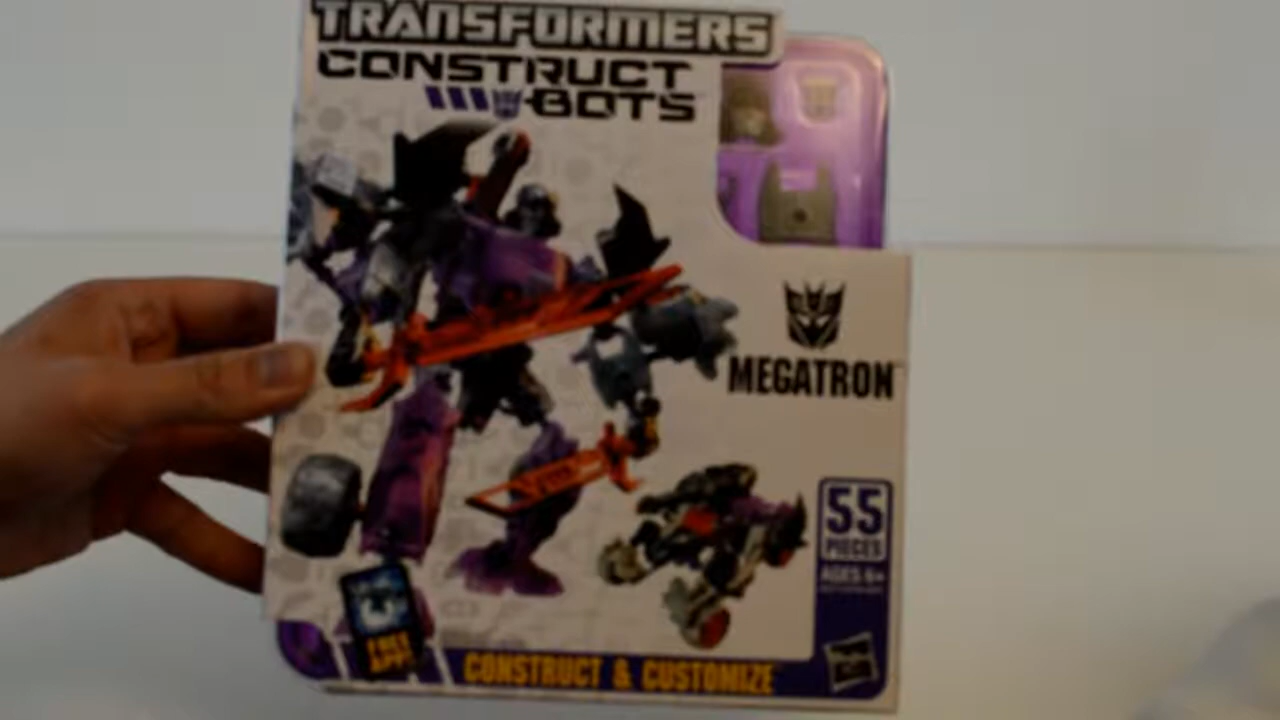 TRANSFORMERS
CONSTRUCT
BOTS
MEGATRON
55
PIECES
AGES 6+
FREE
APP!
CONSTRUCT & CUSTOMIZE